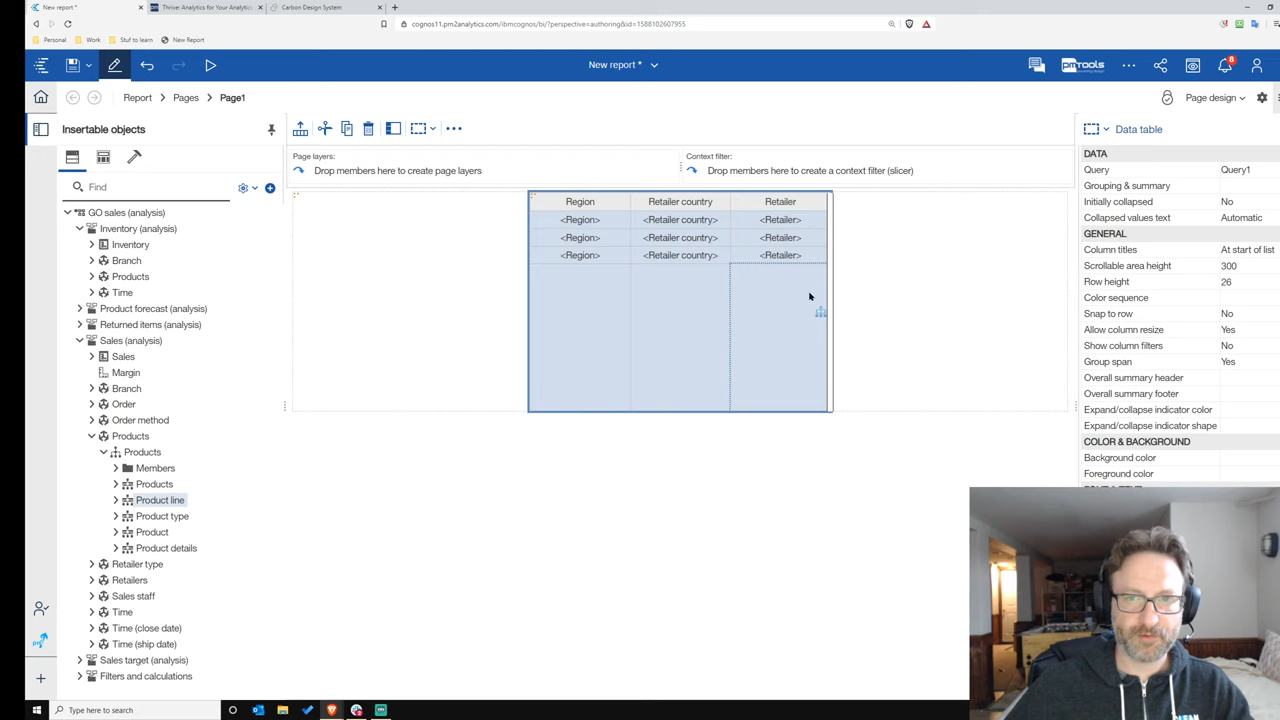 New report *
Thrive: Analytics for Your Analytics
Carbon Design System
cognos11.pm2analytics.com/ibmcognos/bi/?perspective=authoring&id=1588102607955
Personal
Work
Stuf to learn
New Report
New report *
pmTools
8
Report > Pages > Page1
Page design
Insertable objects
Data table
Find
Page layers:
Drop members here to create page layers
Context filter:
Drop members here to create a context filter (slicer)
GO sales (analysis)
Inventory (analysis)
Inventory
Branch
Products
Time
Product forecast (analysis)
Returned items (analysis)
Sales (analysis)
Sales
Margin
Branch
Order
Order method
Products
Products
Members
Products
Product line
Product type
Product
Product details
Retailer type
Retailers
Sales staff
Time
Time (close date)
Time (ship date)
Sales target (analysis)
Filters and calculations
Region Retailer country Retailer
<Region> <Retailer country> <Retailer>
<Region> <Retailer country> <Retailer>
<Region> <Retailer country> <Retailer>
DATA
Query Query1
Grouping & summary
Initially collapsed No
Collapsed values text Automatic
GENERAL
Column titles At start of list
Scrollable area height 300
Row height 26
Color sequence
Snap to row No
Allow column resize Yes
Show column filters No
Group span Yes
Overall summary header
Overall summary footer
Expand/collapse indicator color
Expand/collapse indicator shape
COLOR & BACKGROUND
Background color
Foreground color
Type here to search